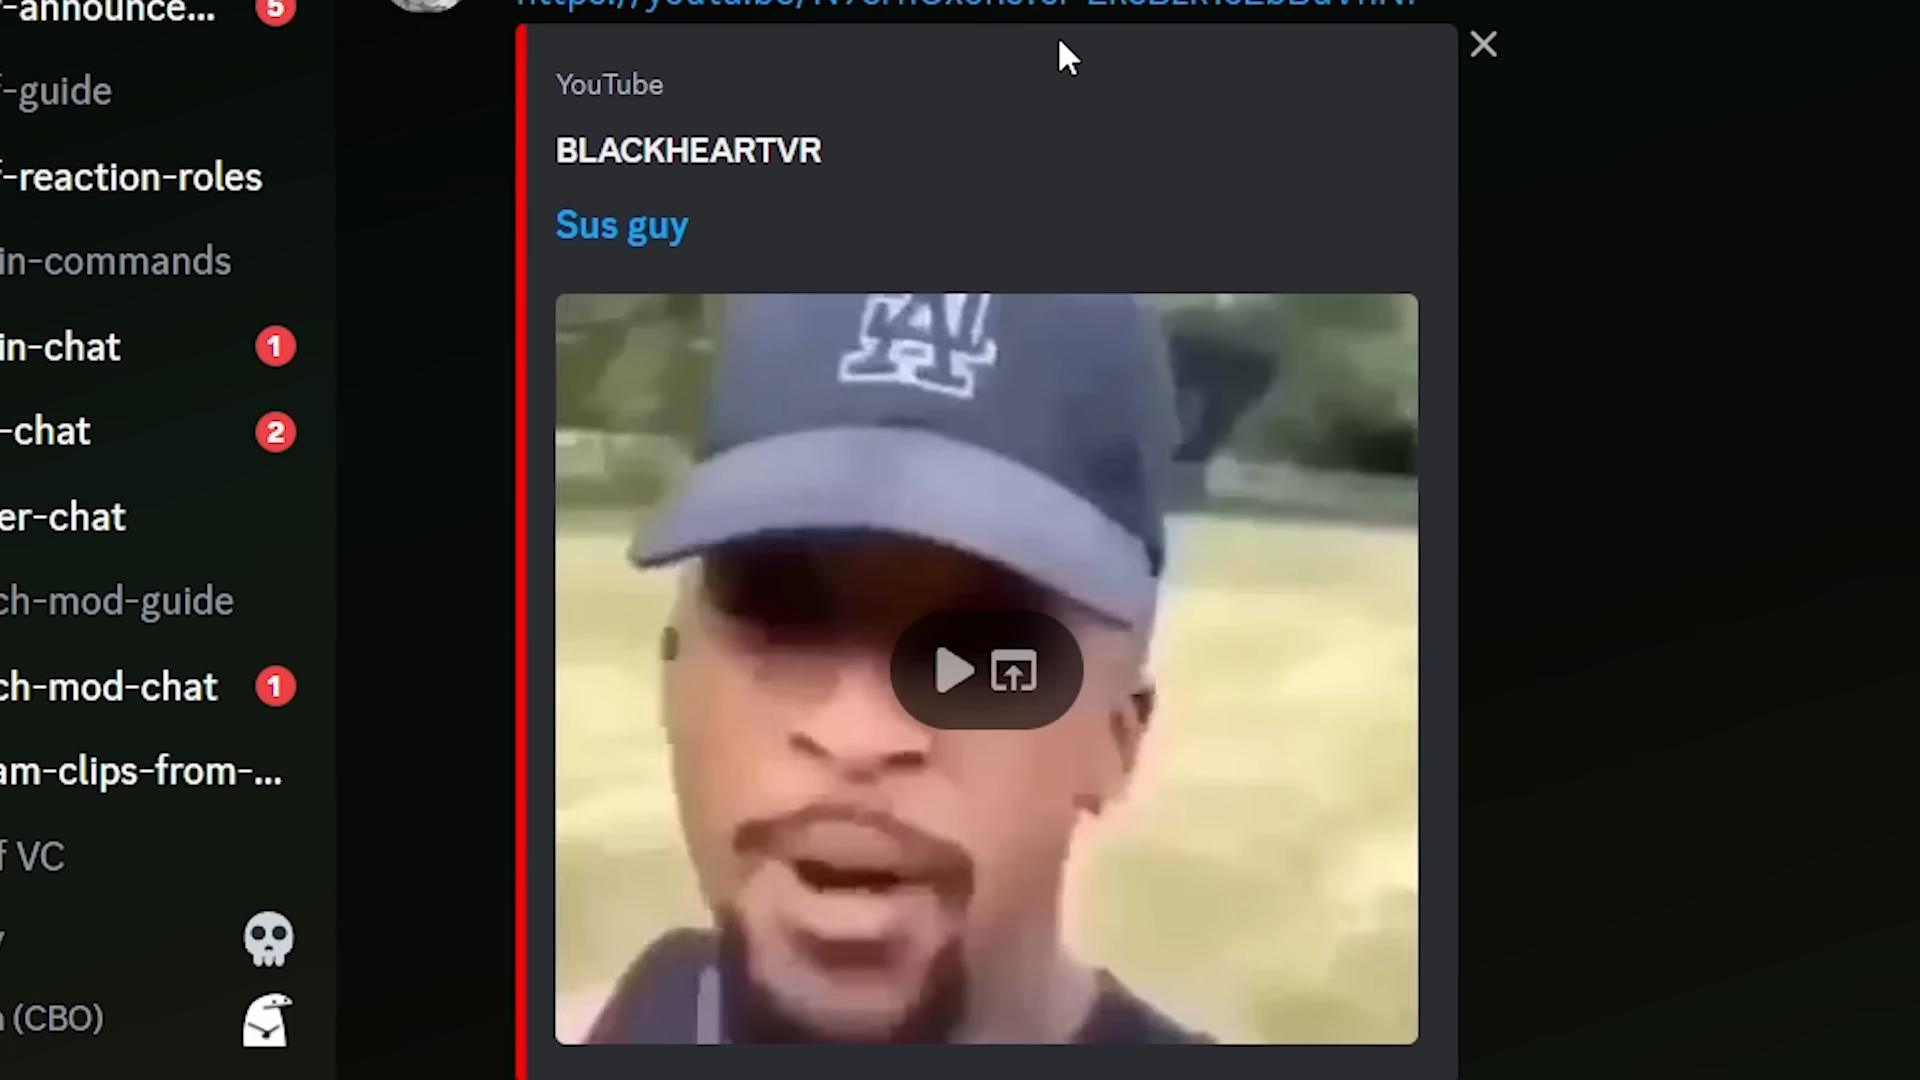 -announce...
5
-guide
-reaction-roles
in-commands
in-chat
1
-chat
2
er-chat
ch-mod-guide
ch-mod-chat
1
am-clips-from-...
f VC
(CBO)
YouTube
BLACKHEARTVR
Sus guy